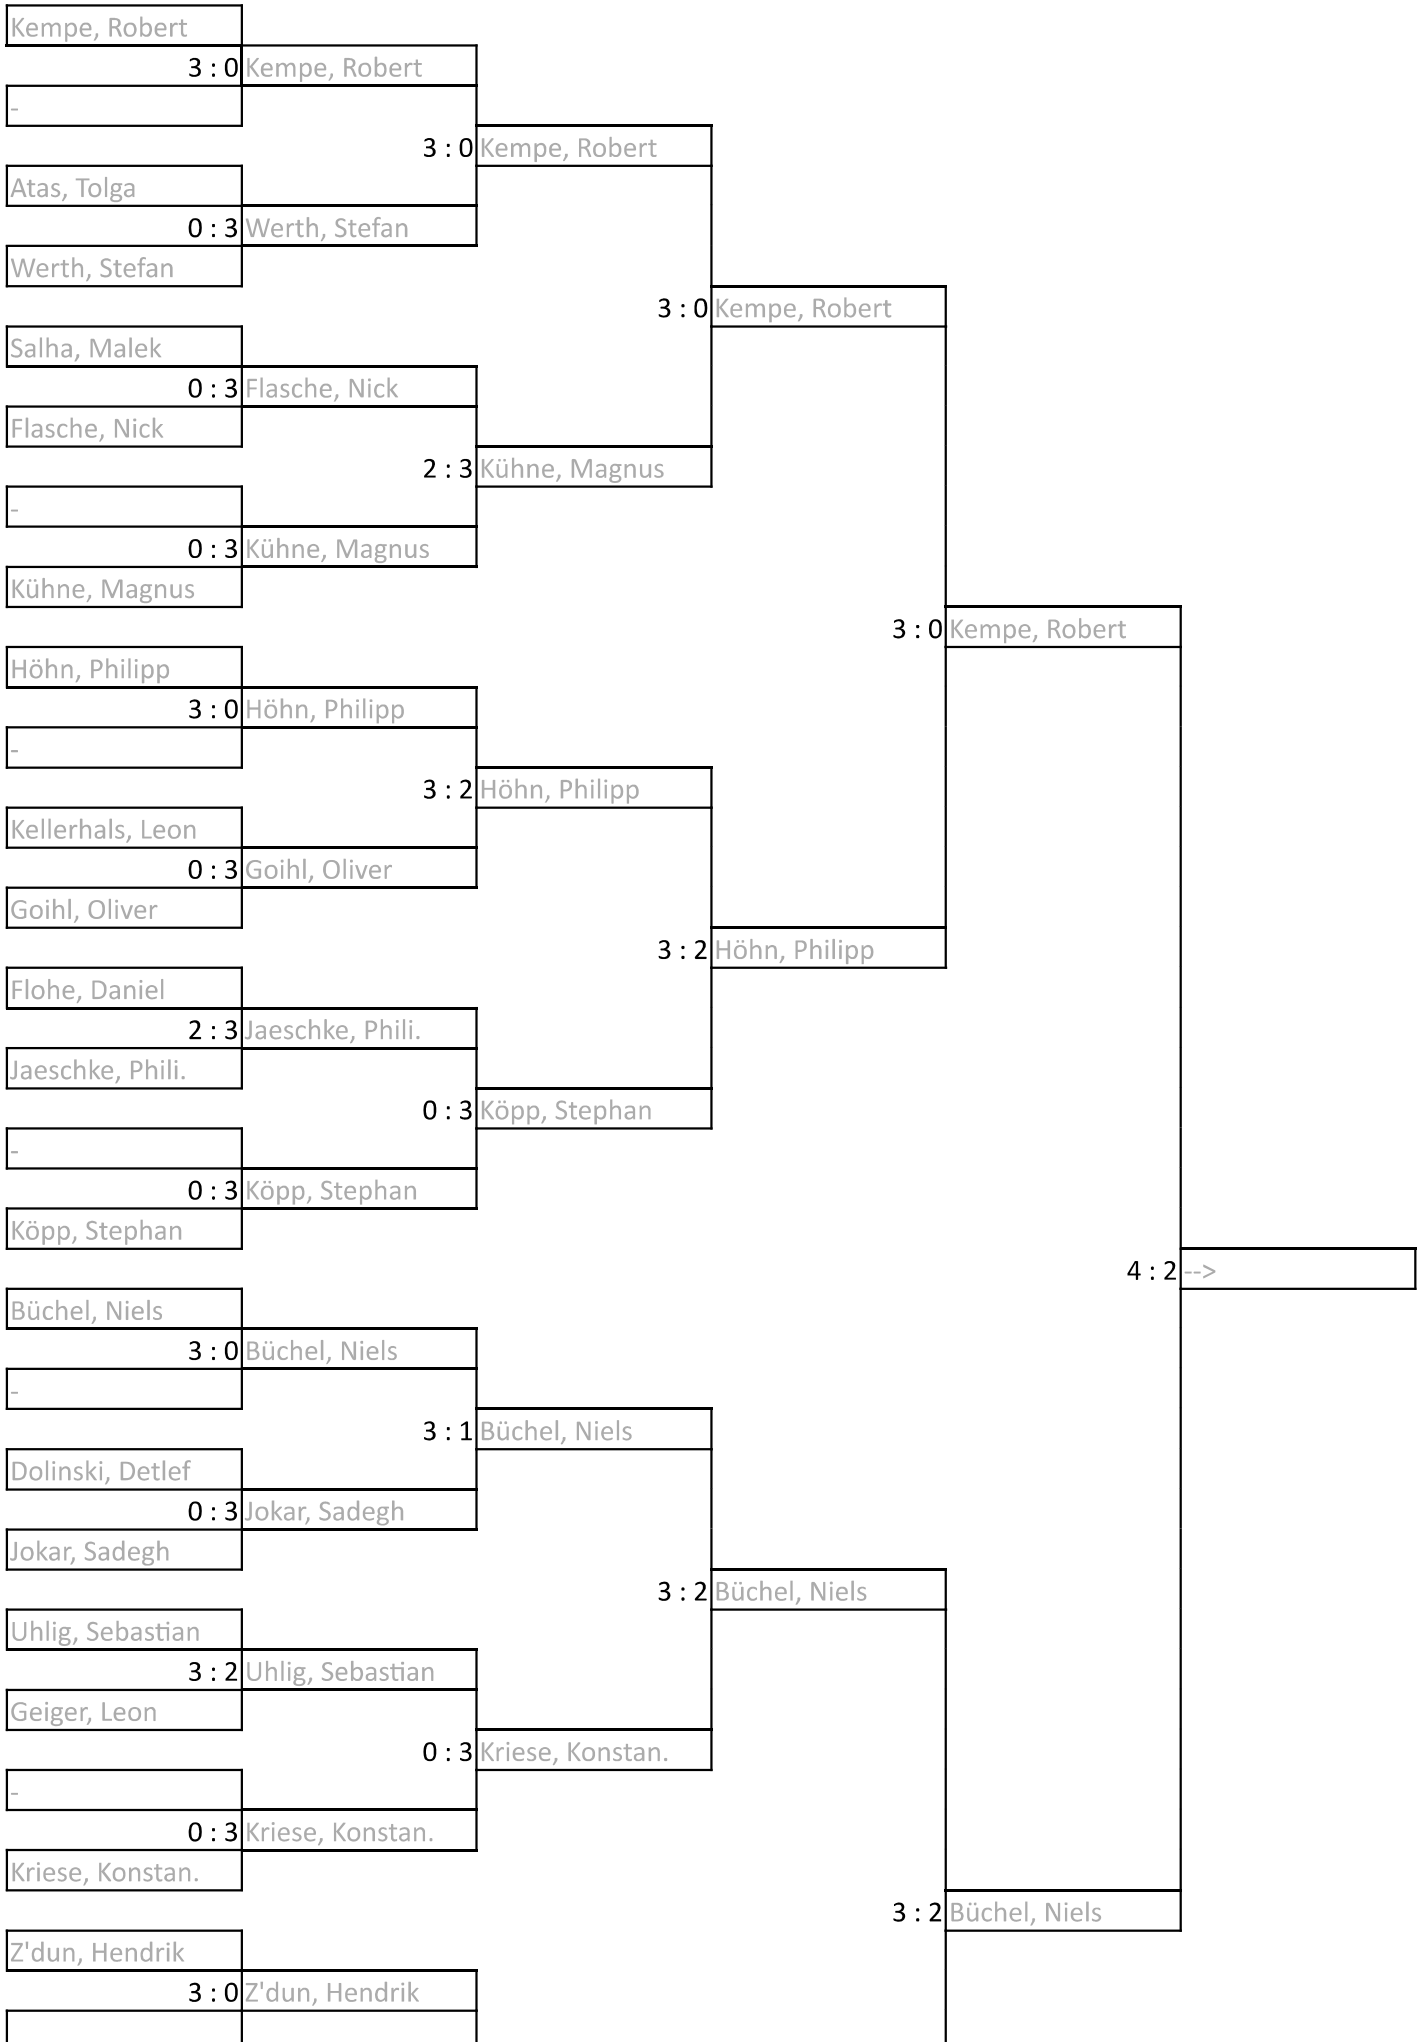 Kempe, Robert
3 : 0 Kempe, Robert
-
3 : 0 Kempe, Robert
Atas, Tolga
0 : 3 Werth, Stefan
Werth, Stefan
3 : 0 Kempe, Robert
Salha, Malek
0 : 3 Flasche, Nick
Flasche, Nick
2 : 3 Kühne, Magnus
-
0 : 3 Kühne, Magnus
Kühne, Magnus
3 : 0 Kempe, Robert
Höhn, Philipp
3 : 0 Höhn, Philipp
-
3 : 2 Höhn, Philipp
Kellerhals, Leon
0 : 3 Goihl, Oliver
Goihl, Oliver
3 : 2 Höhn, Philipp
Flohe, Daniel
2 : 3 Jaeschke, Phili.
Jaeschke, Phili.
0 : 3 Köpp, Stephan
-
0 : 3 Köpp, Stephan
Köpp, Stephan
4 : 2 -->
Büchel, Niels
3 : 0 Büchel, Niels
-
3 : 1 Büchel, Niels
Dolinski, Detlef
0 : 3 Jokar, Sadegh
Jokar, Sadegh
3 : 2 Büchel, Niels
Uhlig, Sebastian
3 : 2 Uhlig, Sebastian
Geiger, Leon
0 : 3 Kriese, Konstan.
-
0 : 3 Kriese, Konstan.
Kriese, Konstan.
3 : 2 Büchel, Niels
Z'dun, Hendrik
3 : 0 Z'dun, Hendrik